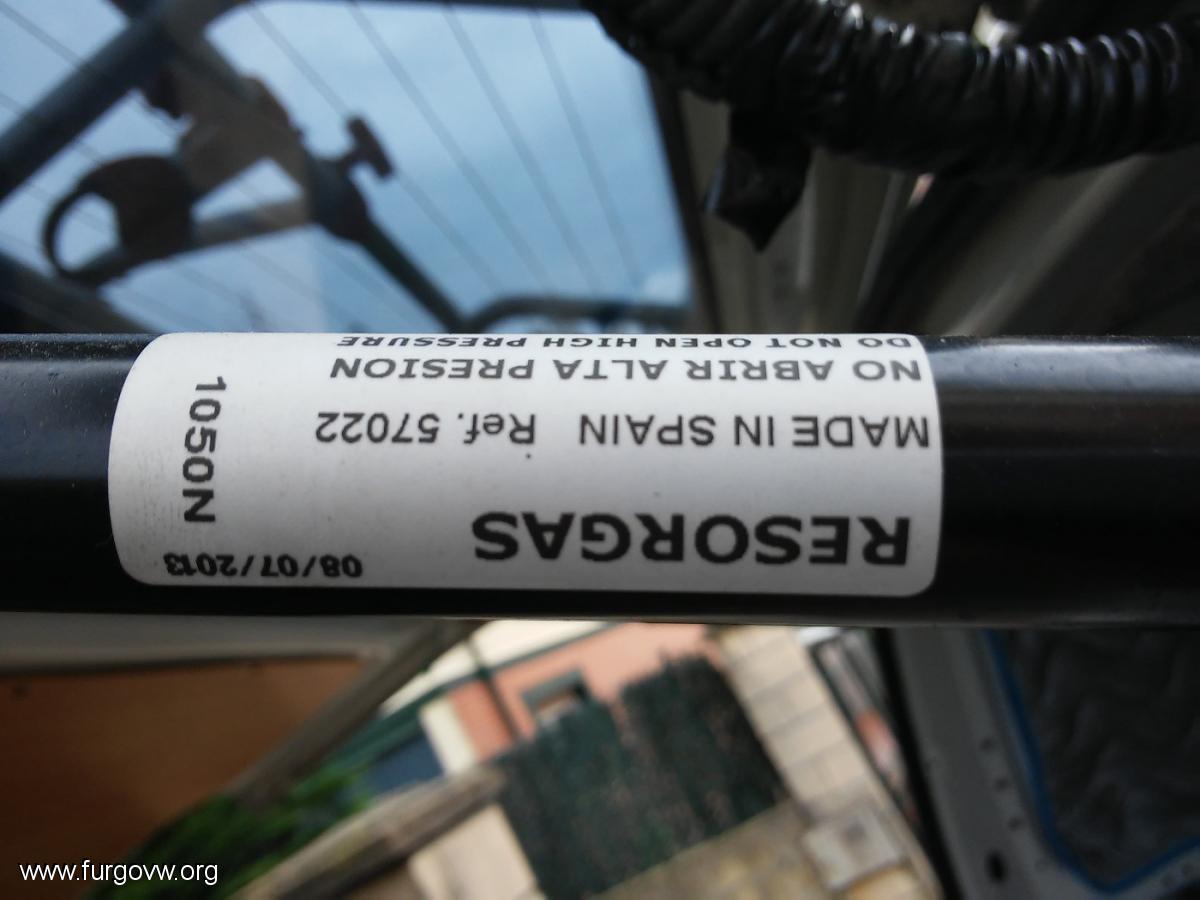 RESORGAS
08/07/2013
MADE IN SPAIN Ref. 57022
NO ABRIR ALTA PRESION
DO NOT OPEN HIGH PRESSURE
1050N
www.furgovw.org